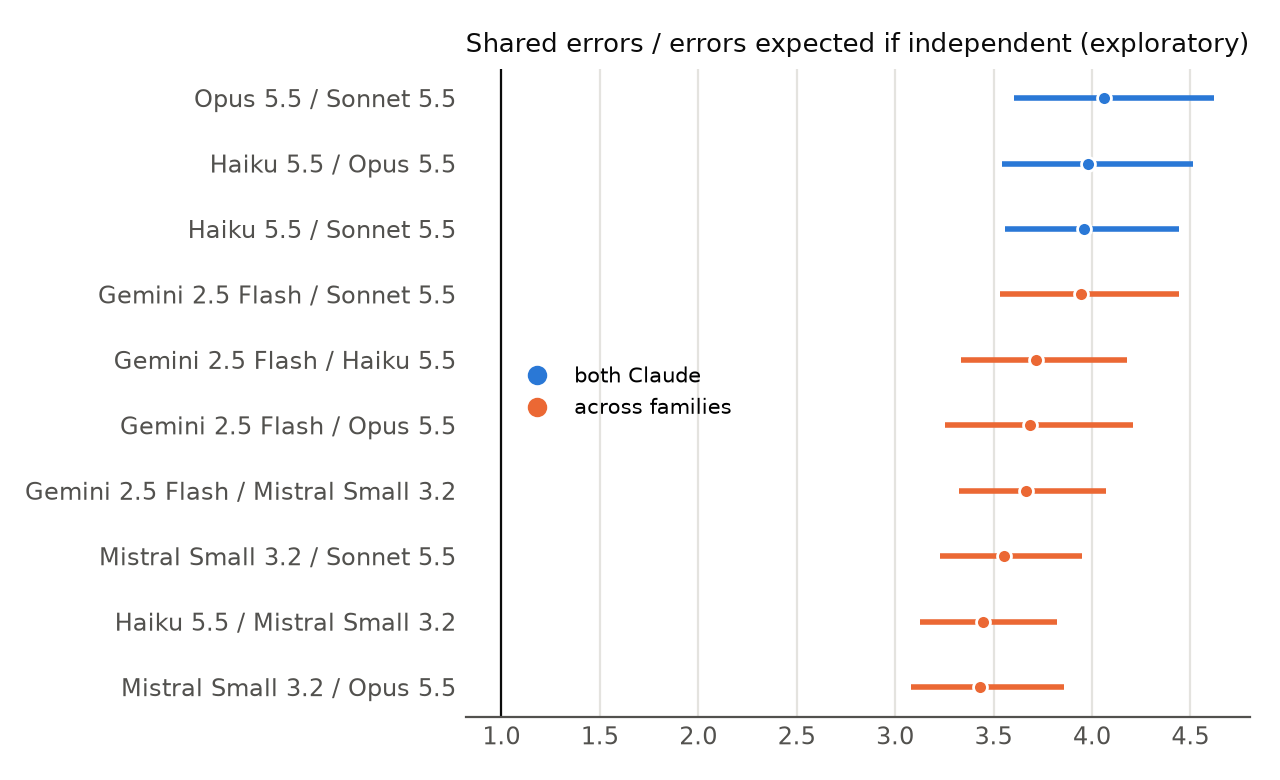 Shared errors / errors expected if independent (exploratory)
Opus 5.5 / Sonnet 5.5
Haiku 5.5 / Opus 5.5
Haiku 5.5 / Sonnet 5.5
Gemini 2.5 Flash / Sonnet 5.5
Gemini 2.5 Flash / Haiku 5.5
both Claude
across families
Gemini 2.5 Flash / Opus 5.5
Gemini 2.5 Flash / Mistral Small 3.2
Mistral Small 3.2 / Sonnet 5.5
Haiku 5.5 / Mistral Small 3.2
Mistral Small 3.2 / Opus 5.5
1.0 1.5 2.0 2.5 3.0 3.5 4.0 4.5